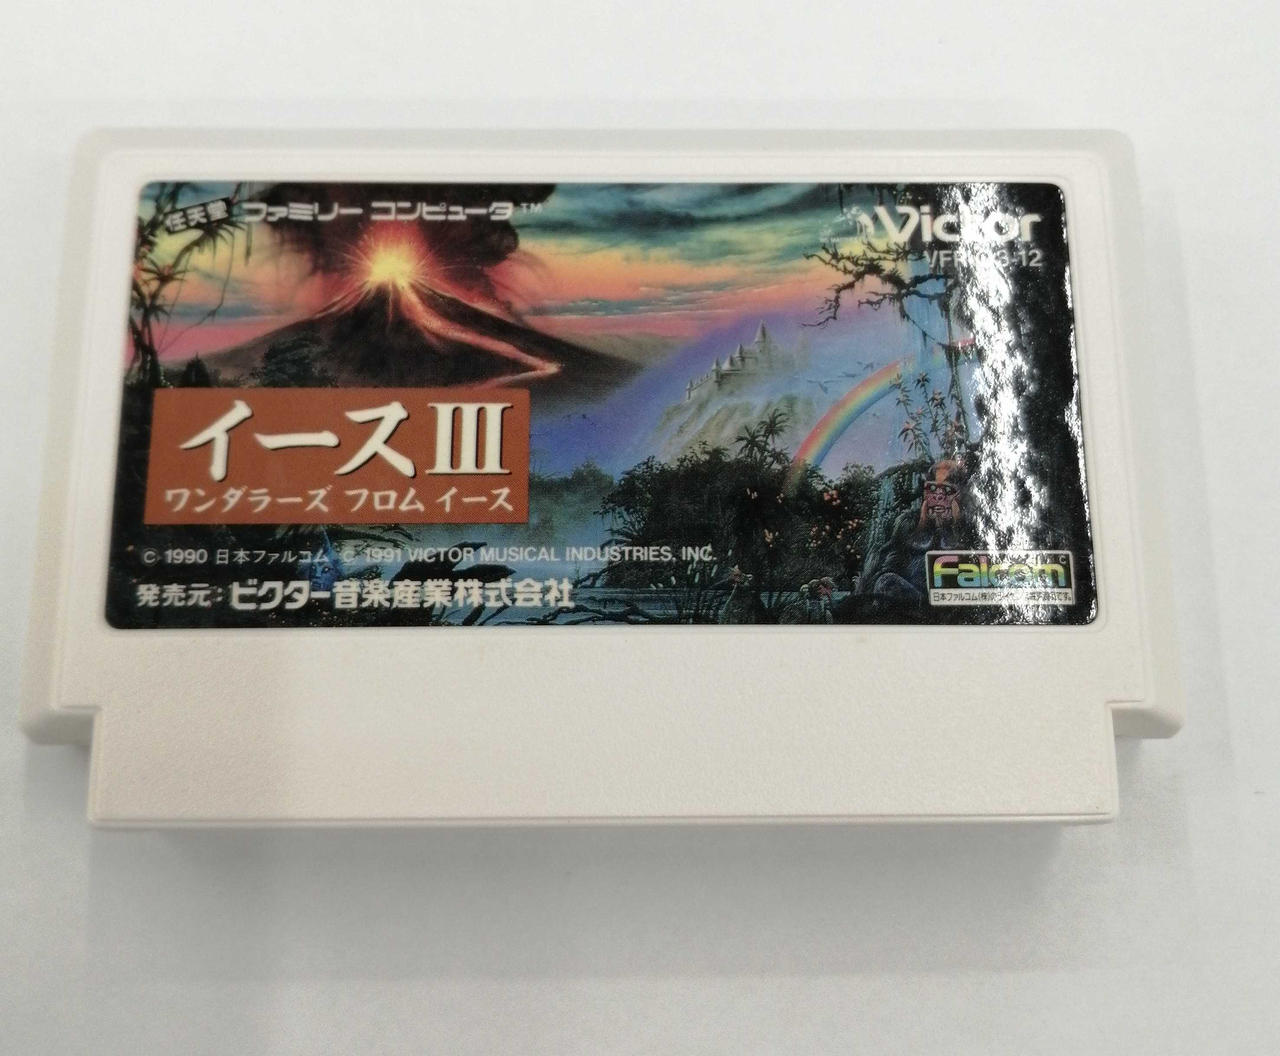 任天堂 ファミリー コンピュータ™
Victor
12
イースIII
ワンダラーズ フロム イース
© 1990 日本ファルコム © 1991 VICTOR MUSICAL INDUSTRIES, INC.
発売元:ビクター音楽産業株式会社
Falcom